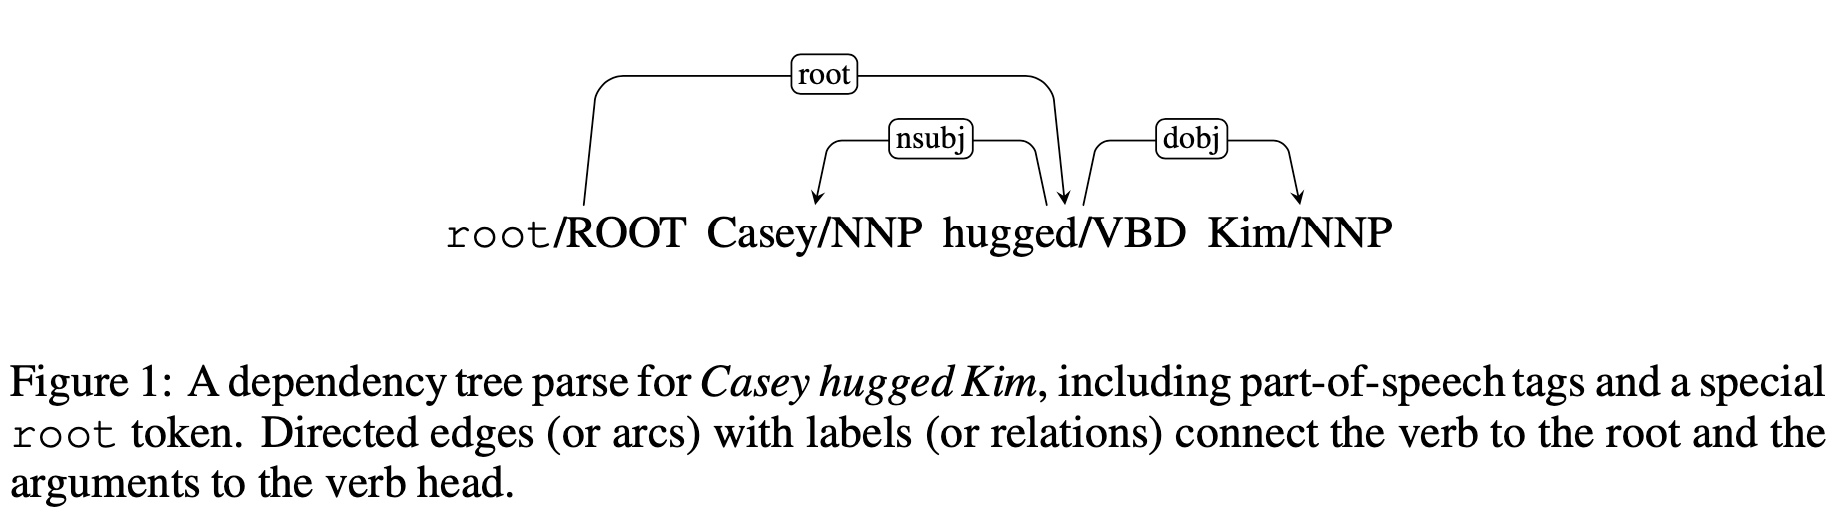 root
nsubj dobj
root/ROOT Casey/NNP hugged/VBD Kim/NNP
Figure 1: A dependency tree parse for Casey hugged Kim, including part-of-speech tags and a special
root token. Directed edges (or arcs) with labels (or relations) connect the verb to the root and the
arguments to the verb head.